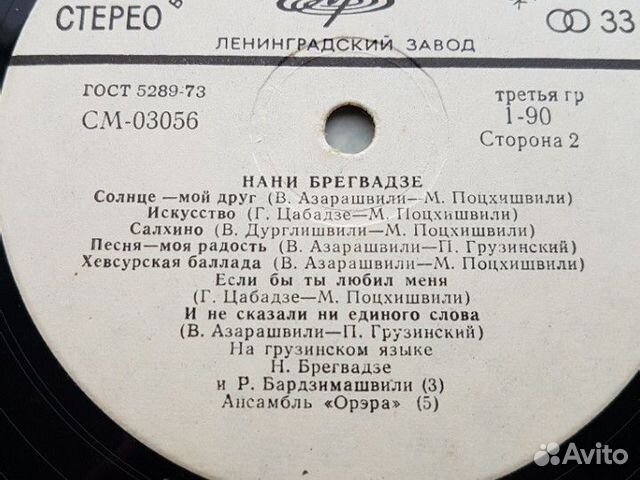 СТЕРЕО
33
ЛЕНИНГРАДСКИЙ ЗАВОД
ГОСТ 5289-73
СМ-03056
третья гр
1-90
Сторона 2
НАНИ БРЕГВАДЗЕ
Солнце —мой друг (В. Азарашвили—М. Поцхишвили)
Искусство (Г. Цабадзе—М. Поцхишвили)
Салхино (В. Дурглишвили—М. Поцхишвили)
Песня—моя радость (В. Азарашвили—П. Грузинский)
Хевсурская баллада (В. Азарашвили—М. Поцхишвили)
Если бы ты любил меня
(Г. Цабадзе—М. Поцхишвили)
И не сказали ни единого слова
(В. Азарашвили—П. Грузинский)
На грузинском языке
Н. Брегвадзе
и Р. Бардзимашвили (3)
Ансамбль «Орэра» (5)
Avito